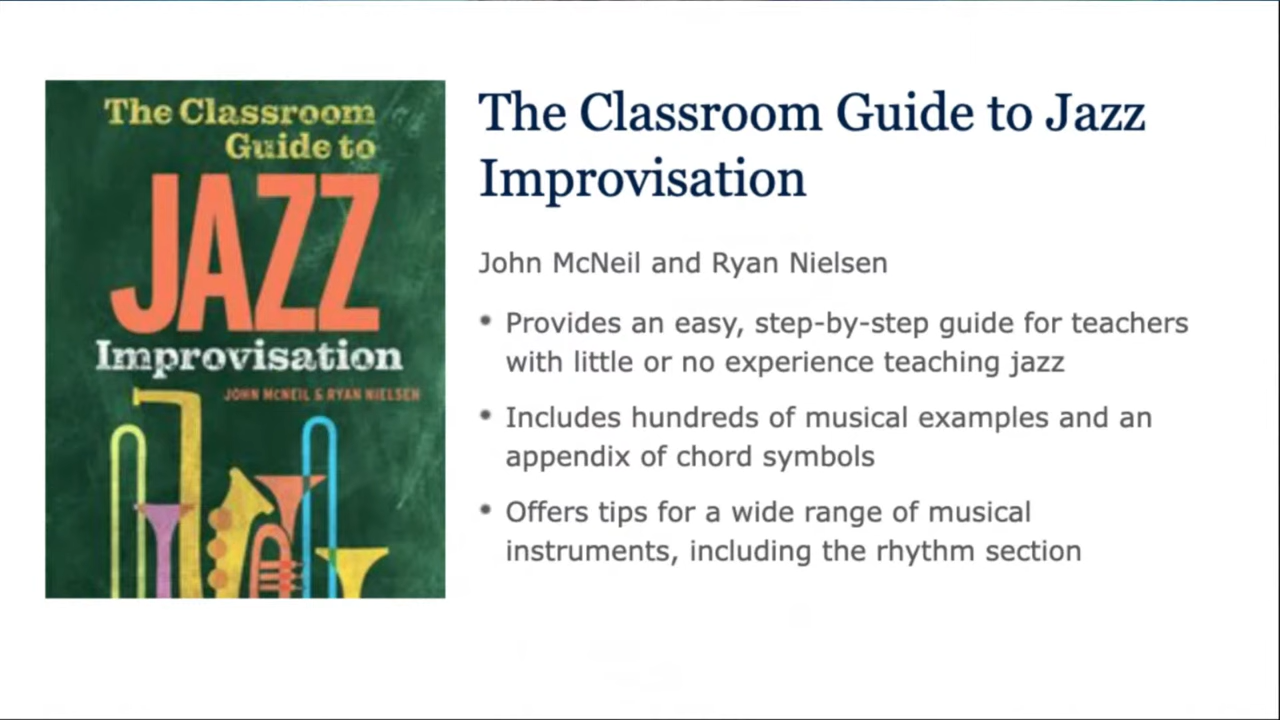 The Classroom
Guide to
JAZZ
Improvisation
JOHN McNEIL & RYAN NIELSEN
The Classroom Guide to Jazz
Improvisation
John McNeil and Ryan Nielsen
• Provides an easy, step-by-step guide for teachers
with little or no experience teaching jazz
• Includes hundreds of musical examples and an
appendix of chord symbols
• Offers tips for a wide range of musical
instruments, including the rhythm section